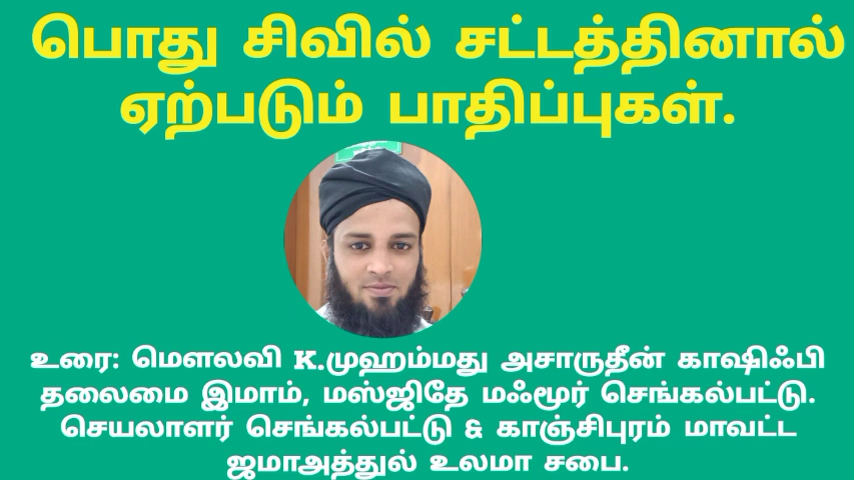 பொது சிவில் சட்டத்தினால்
ஏற்படும் பாதிப்புகள்.
உரை: மௌலவி K.முஹம்மது அசாருதீன் காஷிஃபி
தலைமை இமாம், மஸ்ஜிதே மஃமூர் செங்கல்பட்டு.
செயலாளர் செங்கல்பட்டு & காஞ்சிபுரம் மாவட்ட
ஜமாஅத்துல் உலமா சபை.